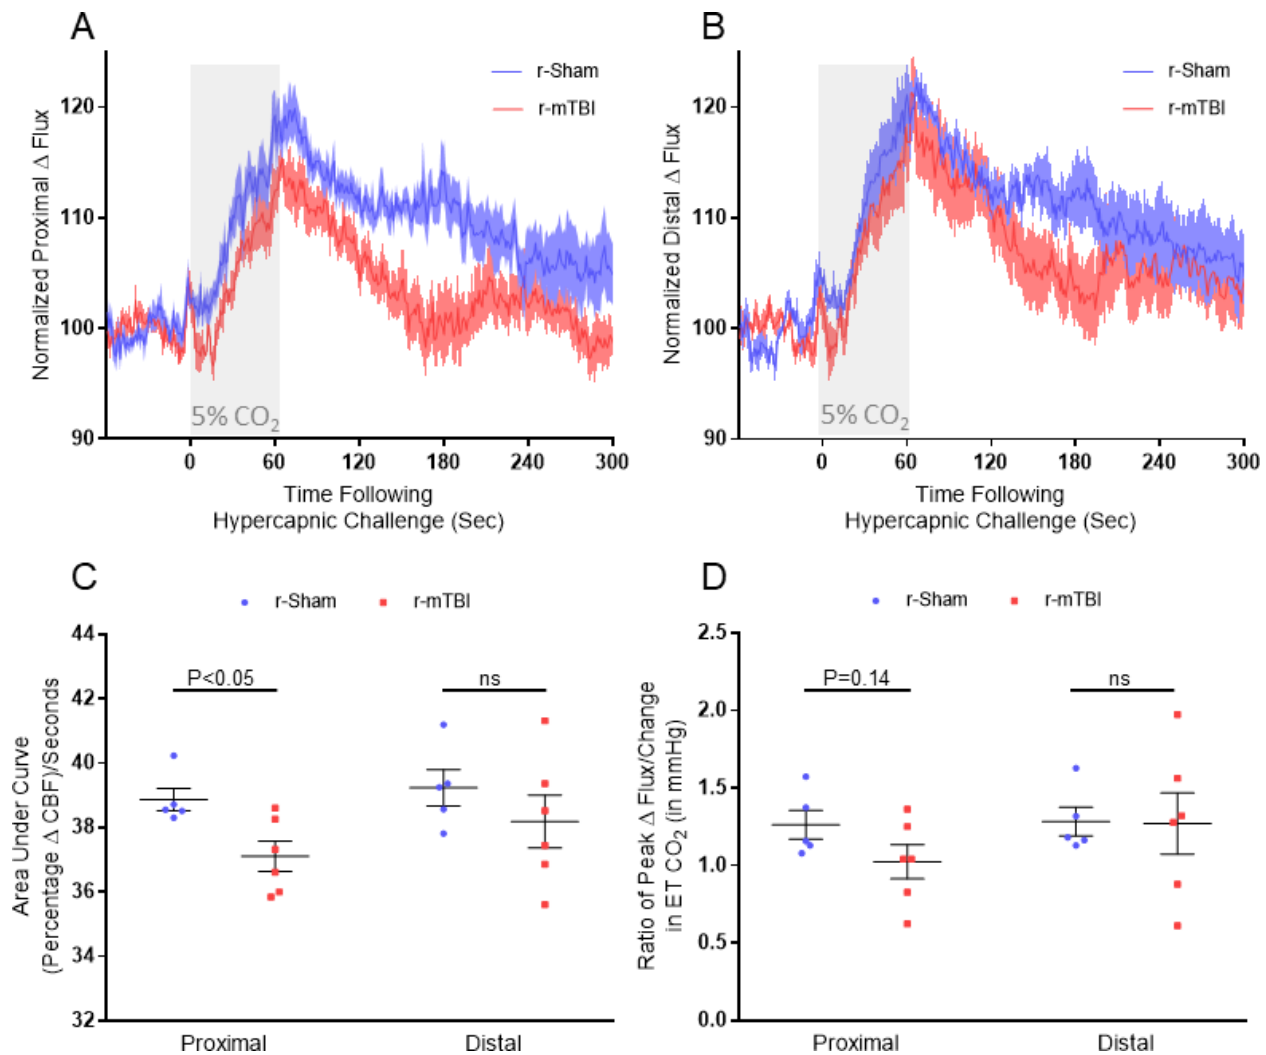 A
Normalized Proximal Δ Flux
120
110
100
90
r-Sham
r-mTBI
5% CO₂
0 60 120 180 240 300
Time Following
Hypercapnic Challenge (Sec)
B
Normalized Distal Δ Flux
120
110
100
90
r-Sham
r-mTBI
5% CO₂
0 60 120 180 240 300
Time Following
Hypercapnic Challenge (Sec)
C
r-Sham r-mTBI
Area Under Curve
(Percentage Δ CBF)/Seconds
44
42
40
38
36
34
32
P<0.05
ns
Proximal Distal
D
r-Sham r-mTBI
Ratio of Peak Δ Flux/Change
in ET CO₂ (in mmHg)
2.5
2.0
1.5
1.0
0.5
0.0
P=0.14
ns
Proximal Distal